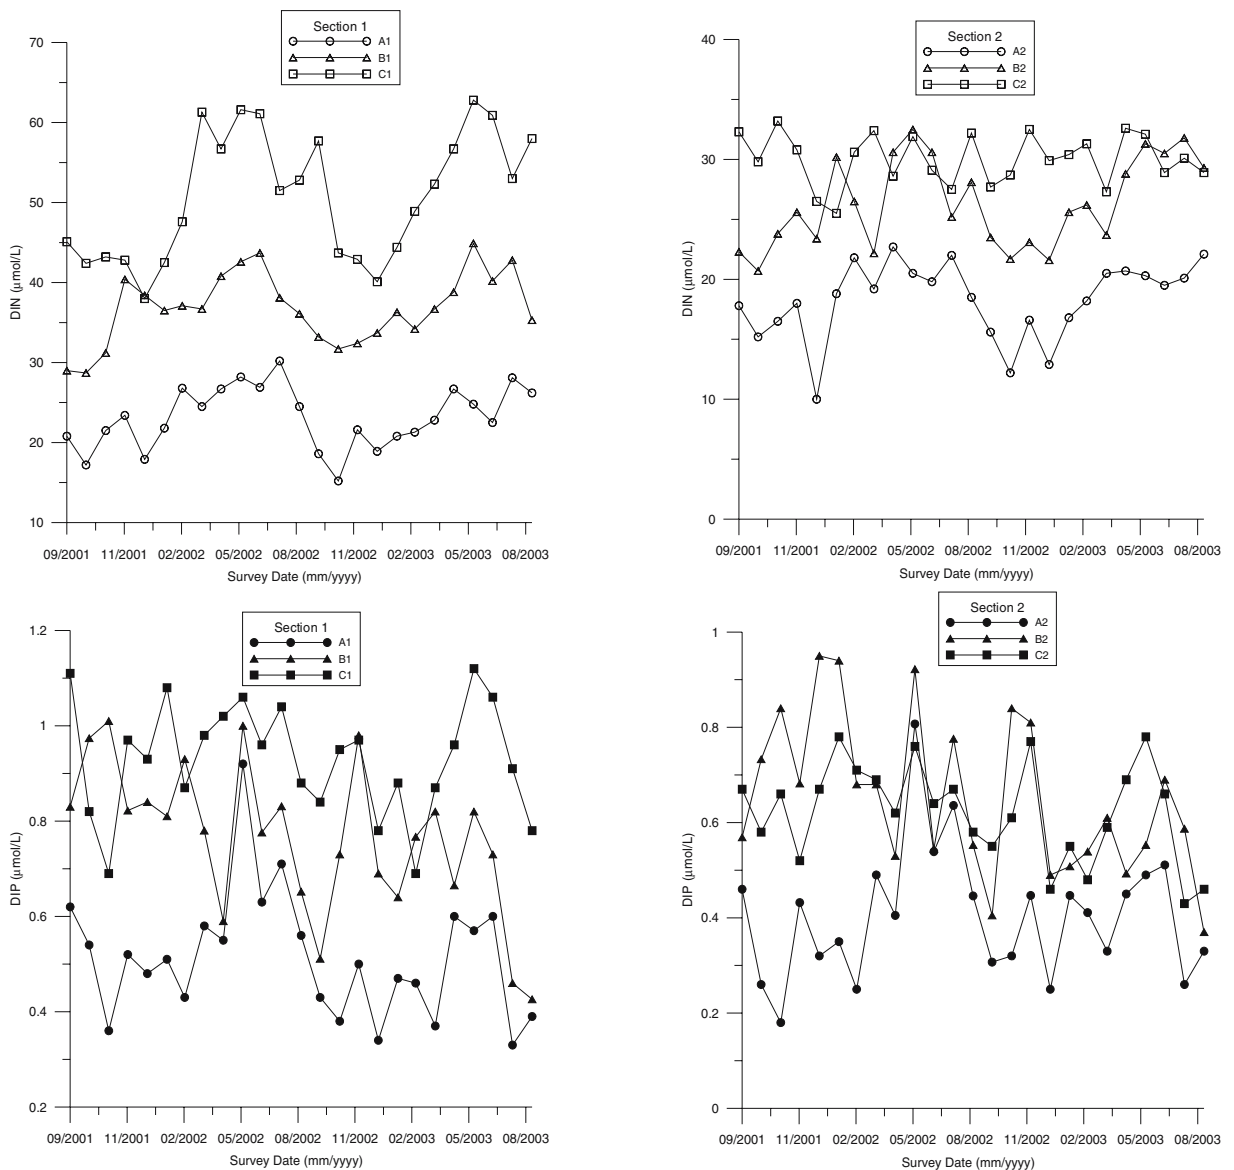 Section 1
A1
B1
C1
70
60
50
40
30
20
10
DIN (μmol/L)
09/2001 11/2001 02/2002 05/2002 08/2002 11/2002 02/2003 05/2003 08/2003
Survey Date (mm/yyyy)
Section 2
A2
B2
C2
40
30
20
10
0
DIN (μmol/L)
09/2001 11/2001 02/2002 05/2002 08/2002 11/2002 02/2003 05/2003 08/2003
Survey Date (mm/yyyy)
Section 1
A1
B1
C1
1.2
1
0.8
0.6
0.4
0.2
DIP (μmol/L)
09/2001 11/2001 02/2002 05/2002 08/2002 11/2002 02/2003 05/2003 08/2003
Survey Date (mm/yyyy)
Section 2
A2
B2
C2
1
0.8
0.6
0.4
0.2
0
DIP (μmol/L)
09/2001 11/2001 02/2002 05/2002 08/2002 11/2002 02/2003 05/2003 08/2003
Survey Date (mm/yyyy)